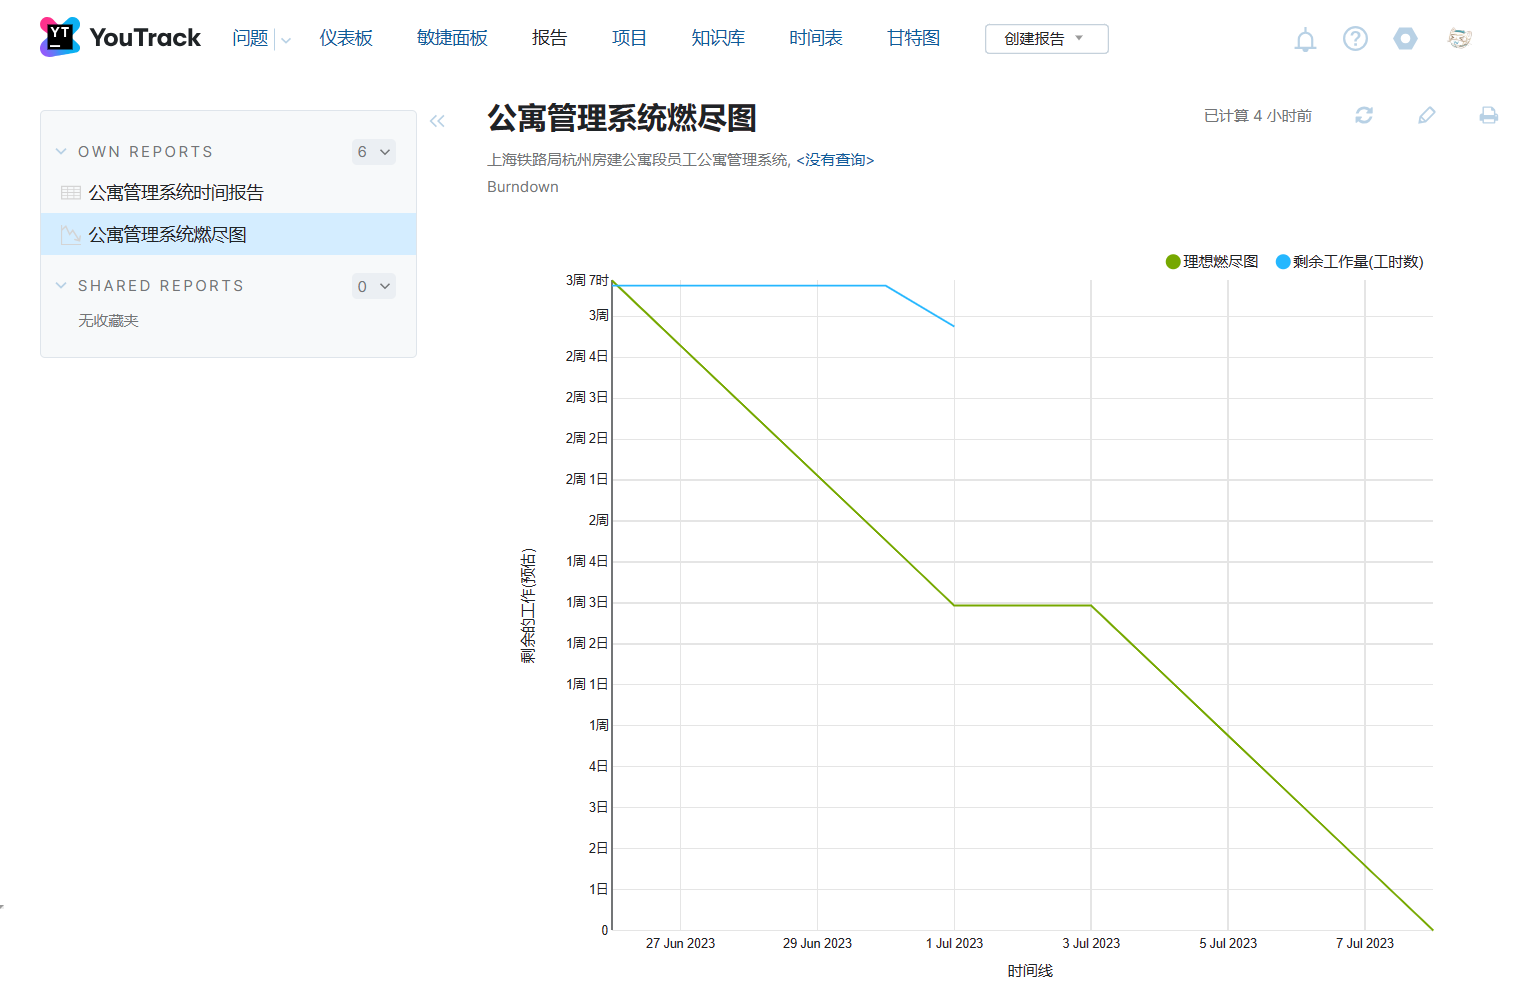 YT YouTrack 问题 仪表板 敏捷面板 报告 项目 知识库 时间表 甘特图 创建报告
OWN REPORTS 6
公寓管理系统时间报告
公寓管理系统燃尽图
SHARED REPORTS 0
无收藏夹
公寓管理系统燃尽图
已计算 4 小时前
上海铁路局杭州房建公寓段员工公寓管理系统, <没有查询>
Burndown
理想燃尽图 剩余工作量(工时数)
3周 7时
3周
2周 4日
2周 3日
2周 2日
2周 1日
2周
1周 4日
1周 3日
1周 2日
1周 1日
1周
4日
3日
2日
1日
0
剩余的工作(预估)
27 Jun 2023 29 Jun 2023 1 Jul 2023 3 Jul 2023 5 Jul 2023 7 Jul 2023
时间线